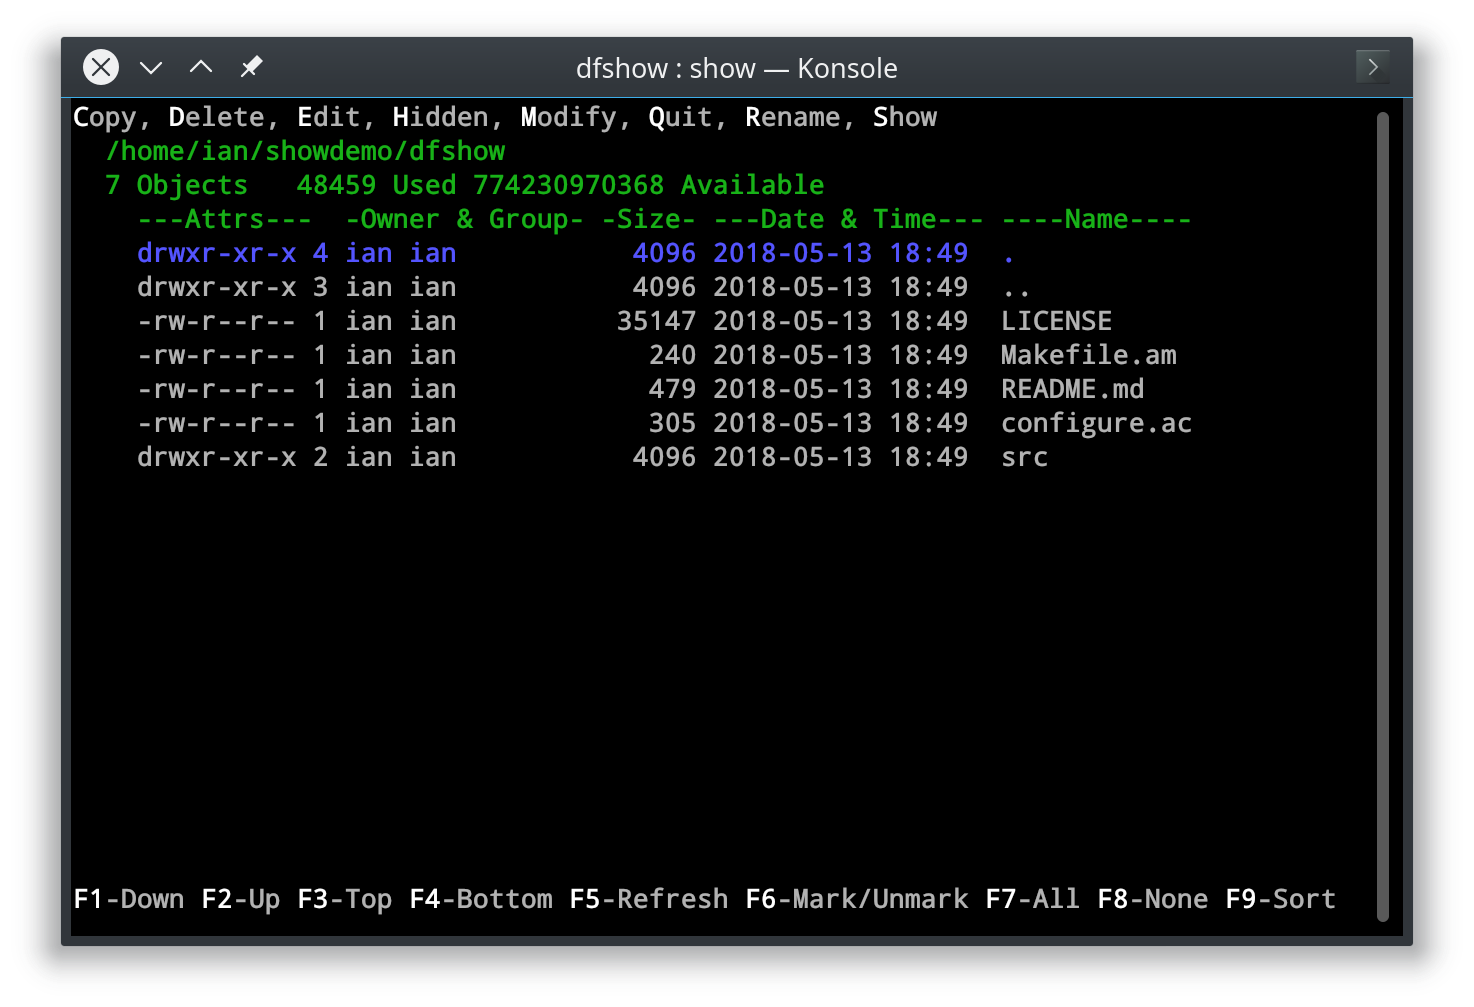 dfshow : show — Konsole
Copy, Delete, Edit, Hidden, Modify, Quit, Rename, Show
/home/ian/showdemo/dfshow
7 Objects   48459 Used 774230970368 Available
---Attrs---  -Owner & Group- -Size- ---Date & Time--- ----Name----
drwxr-xr-x 4 ian ian           4096 2018-05-13 18:49  .
drwxr-xr-x 3 ian ian           4096 2018-05-13 18:49  ..
-rw-r--r-- 1 ian ian          35147 2018-05-13 18:49  LICENSE
-rw-r--r-- 1 ian ian            240 2018-05-13 18:49  Makefile.am
-rw-r--r-- 1 ian ian            479 2018-05-13 18:49  README.md
-rw-r--r-- 1 ian ian            305 2018-05-13 18:49  configure.ac
drwxr-xr-x 2 ian ian           4096 2018-05-13 18:49  src
F1-Down F2-Up F3-Top F4-Bottom F5-Refresh F6-Mark/Unmark F7-All F8-None F9-Sort